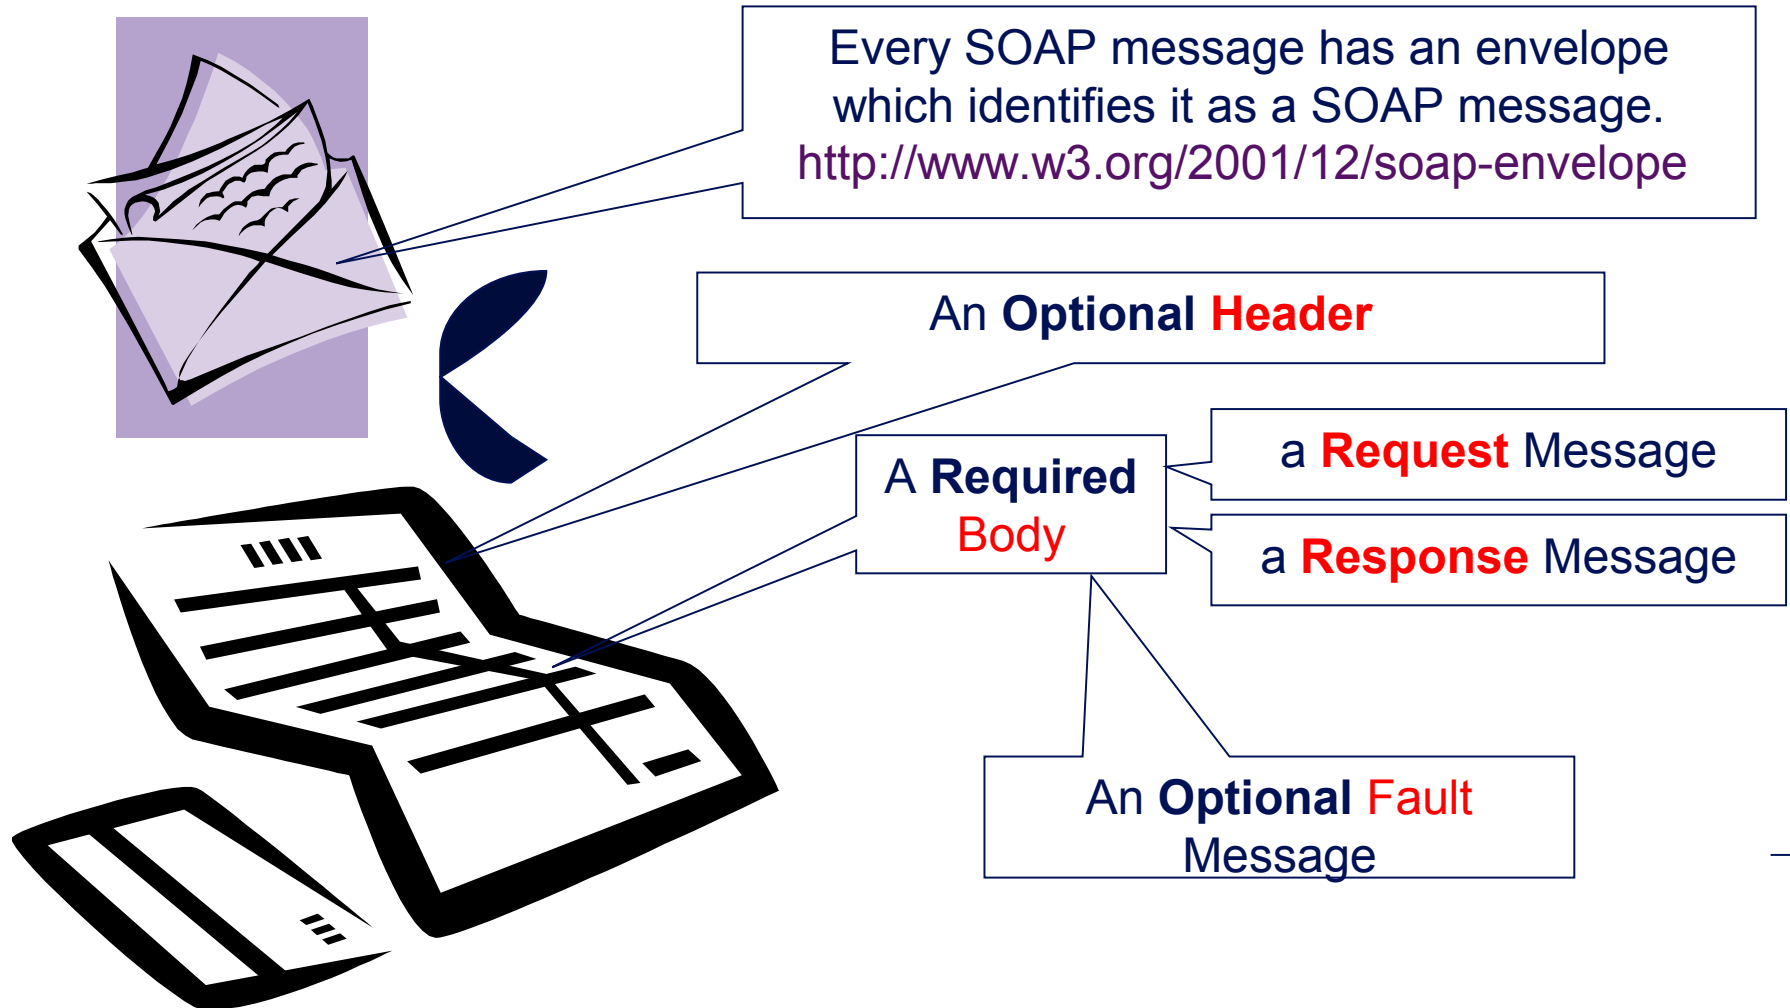 Every SOAP message has an envelope
which identifies it as a SOAP message.
http://www.w3.org/2001/12/soap-envelope
An Optional Header
A Required
Body
a Request Message
a Response Message
An Optional Fault
Message